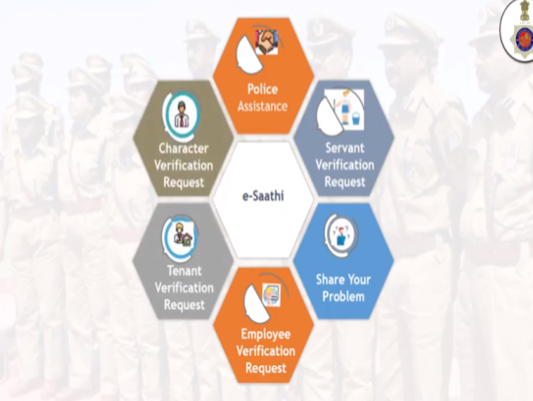 Police
Assistance
Character
Verification
Request
Servant
Verification
Request
e-Saathi
Tenant
Verification
Request
Share Your
Problem
Employee
Verification
Request